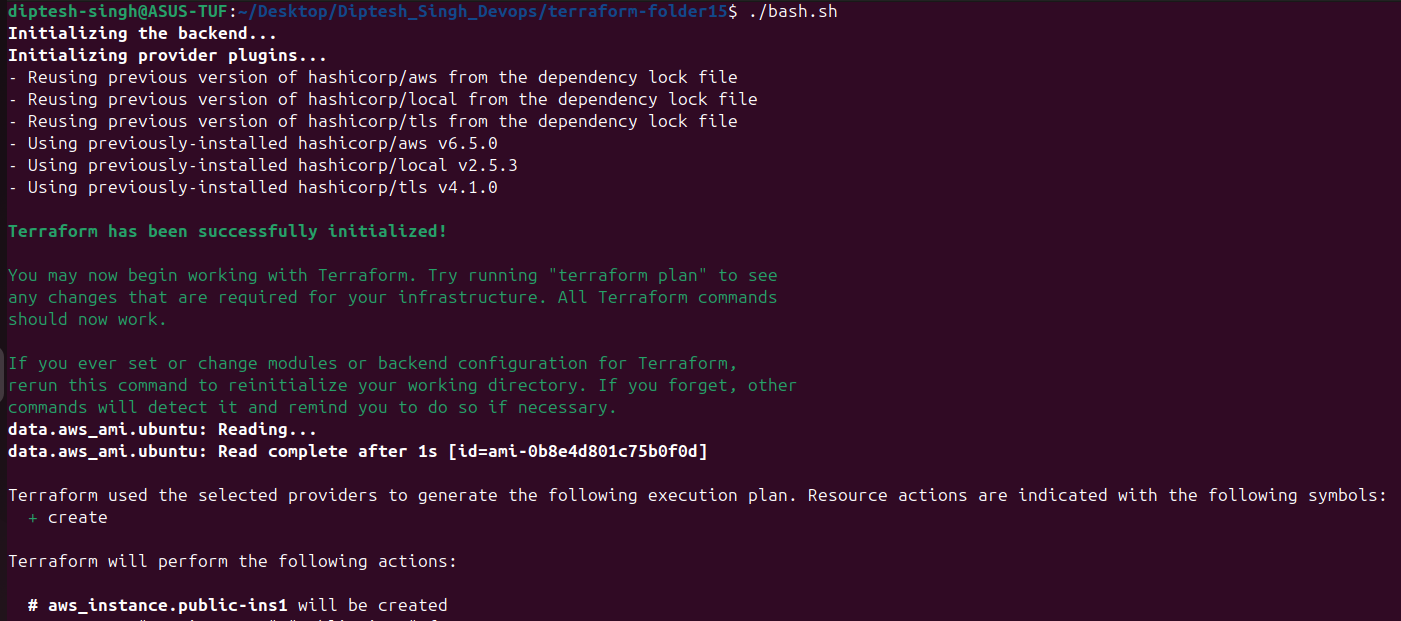 diptesh-singh@ASUS-TUF:~/Desktop/Diptesh_Singh_Devops/terraform-folder15$ ./bash.sh
Initializing the backend...
Initializing provider plugins...
- Reusing previous version of hashicorp/aws from the dependency lock file
- Reusing previous version of hashicorp/local from the dependency lock file
- Reusing previous version of hashicorp/tls from the dependency lock file
- Using previously-installed hashicorp/aws v6.5.0
- Using previously-installed hashicorp/local v2.5.3
- Using previously-installed hashicorp/tls v4.1.0
Terraform has been successfully initialized!
You may now begin working with Terraform. Try running "terraform plan" to see
any changes that are required for your infrastructure. All Terraform commands
should now work.
If you ever set or change modules or backend configuration for Terraform,
rerun this command to reinitialize your working directory. If you forget, other
commands will detect it and remind you to do so if necessary.
data.aws_ami.ubuntu: Reading...
data.aws_ami.ubuntu: Read complete after 1s [id=ami-0b8e4d801c75b0f0d]
Terraform used the selected providers to generate the following execution plan. Resource actions are indicated with the following symbols:
+ create
Terraform will perform the following actions:
# aws_instance.public-ins1 will be created